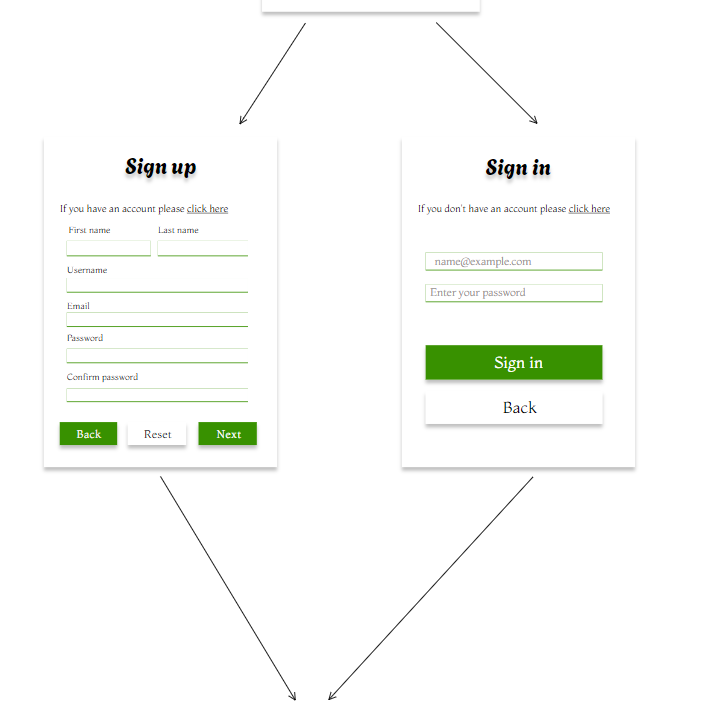 Sign up
If you have an account please click here
First name Last name
Username
Email
Password
Confirm password
Back Reset Next
Sign in
If you don't have an account please click here
name@example.com
Enter your password
Sign in
Back